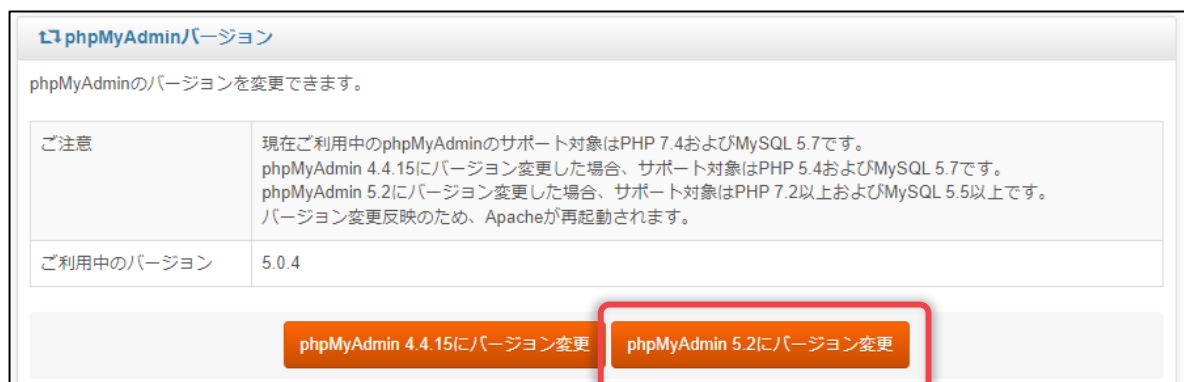 phpMyAdminバージョン
phpMyAdminのバージョンを変更できます。
ご注意
現在ご利用中のphpMyAdminのサポート対象はPHP 7.4およびMySQL 5.7です。
phpMyAdmin 4.4.15にバージョン変更した場合、サポート対象はPHP 5.4およびMySQL 5.7です。
phpMyAdmin 5.2にバージョン変更した場合、サポート対象はPHP 7.2以上およびMySQL 5.5以上です。
バージョン変更反映のため、Apacheが再起動されます。
ご利用中のバージョン
5.0.4
phpMyAdmin 4.4.15にバージョン変更
phpMyAdmin 5.2にバージョン変更